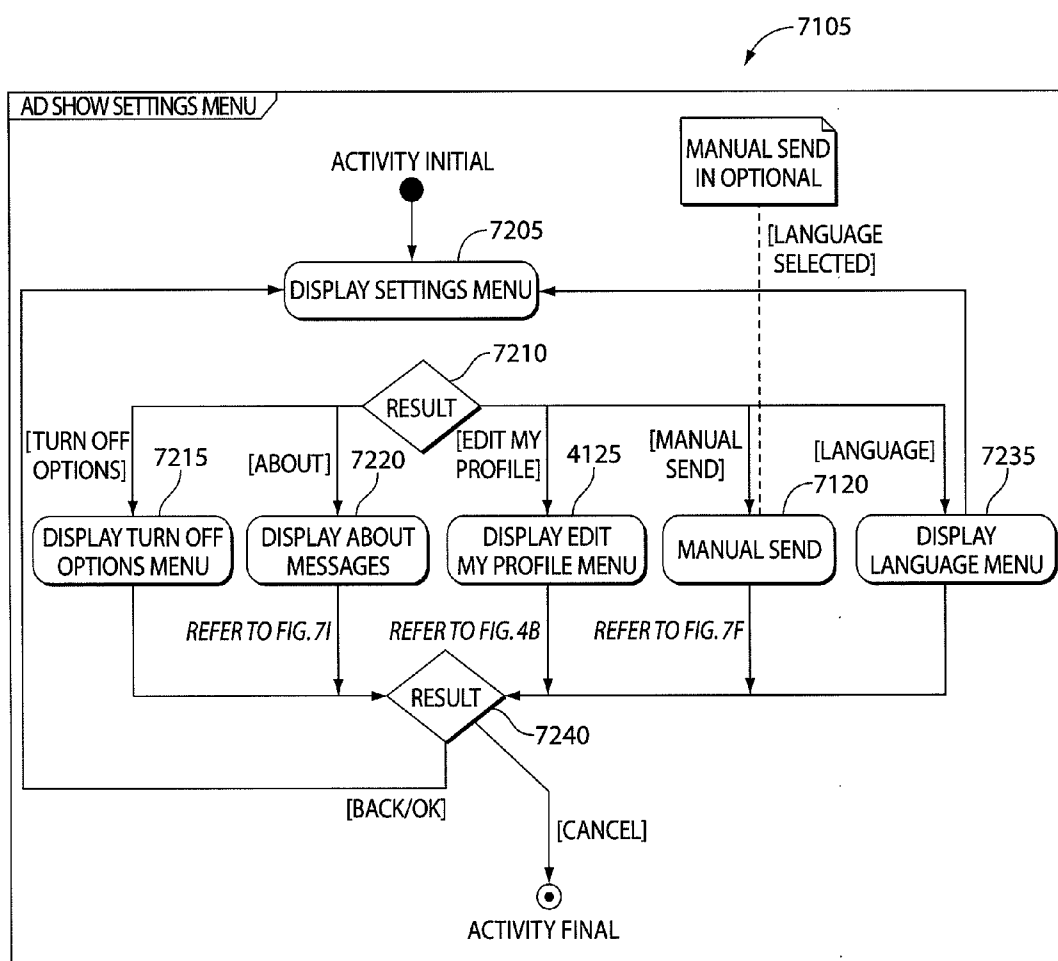 7105
AD SHOW SETTINGS MENU
ACTIVITY INITIAL
MANUAL SEND
IN OPTIONAL
7205
[LANGUAGE
SELECTED]
DISPLAY SETTINGS MENU
7210
RESULT
[TURN OFF
OPTIONS]
7215
[ABOUT]
7220
[EDIT MY
PROFILE]
4125
[MANUAL
SEND]
7120
[LANGUAGE]
7235
DISPLAY TURN OFF
OPTIONS MENU
DISPLAY ABOUT
MESSAGES
DISPLAY EDIT
MY PROFILE MENU
MANUAL SEND
DISPLAY
LANGUAGE MENU
REFER TO FIG. 7I
REFER TO FIG. 4B
REFER TO FIG. 7F
RESULT
7240
[BACK/OK]
[CANCEL]
ACTIVITY FINAL